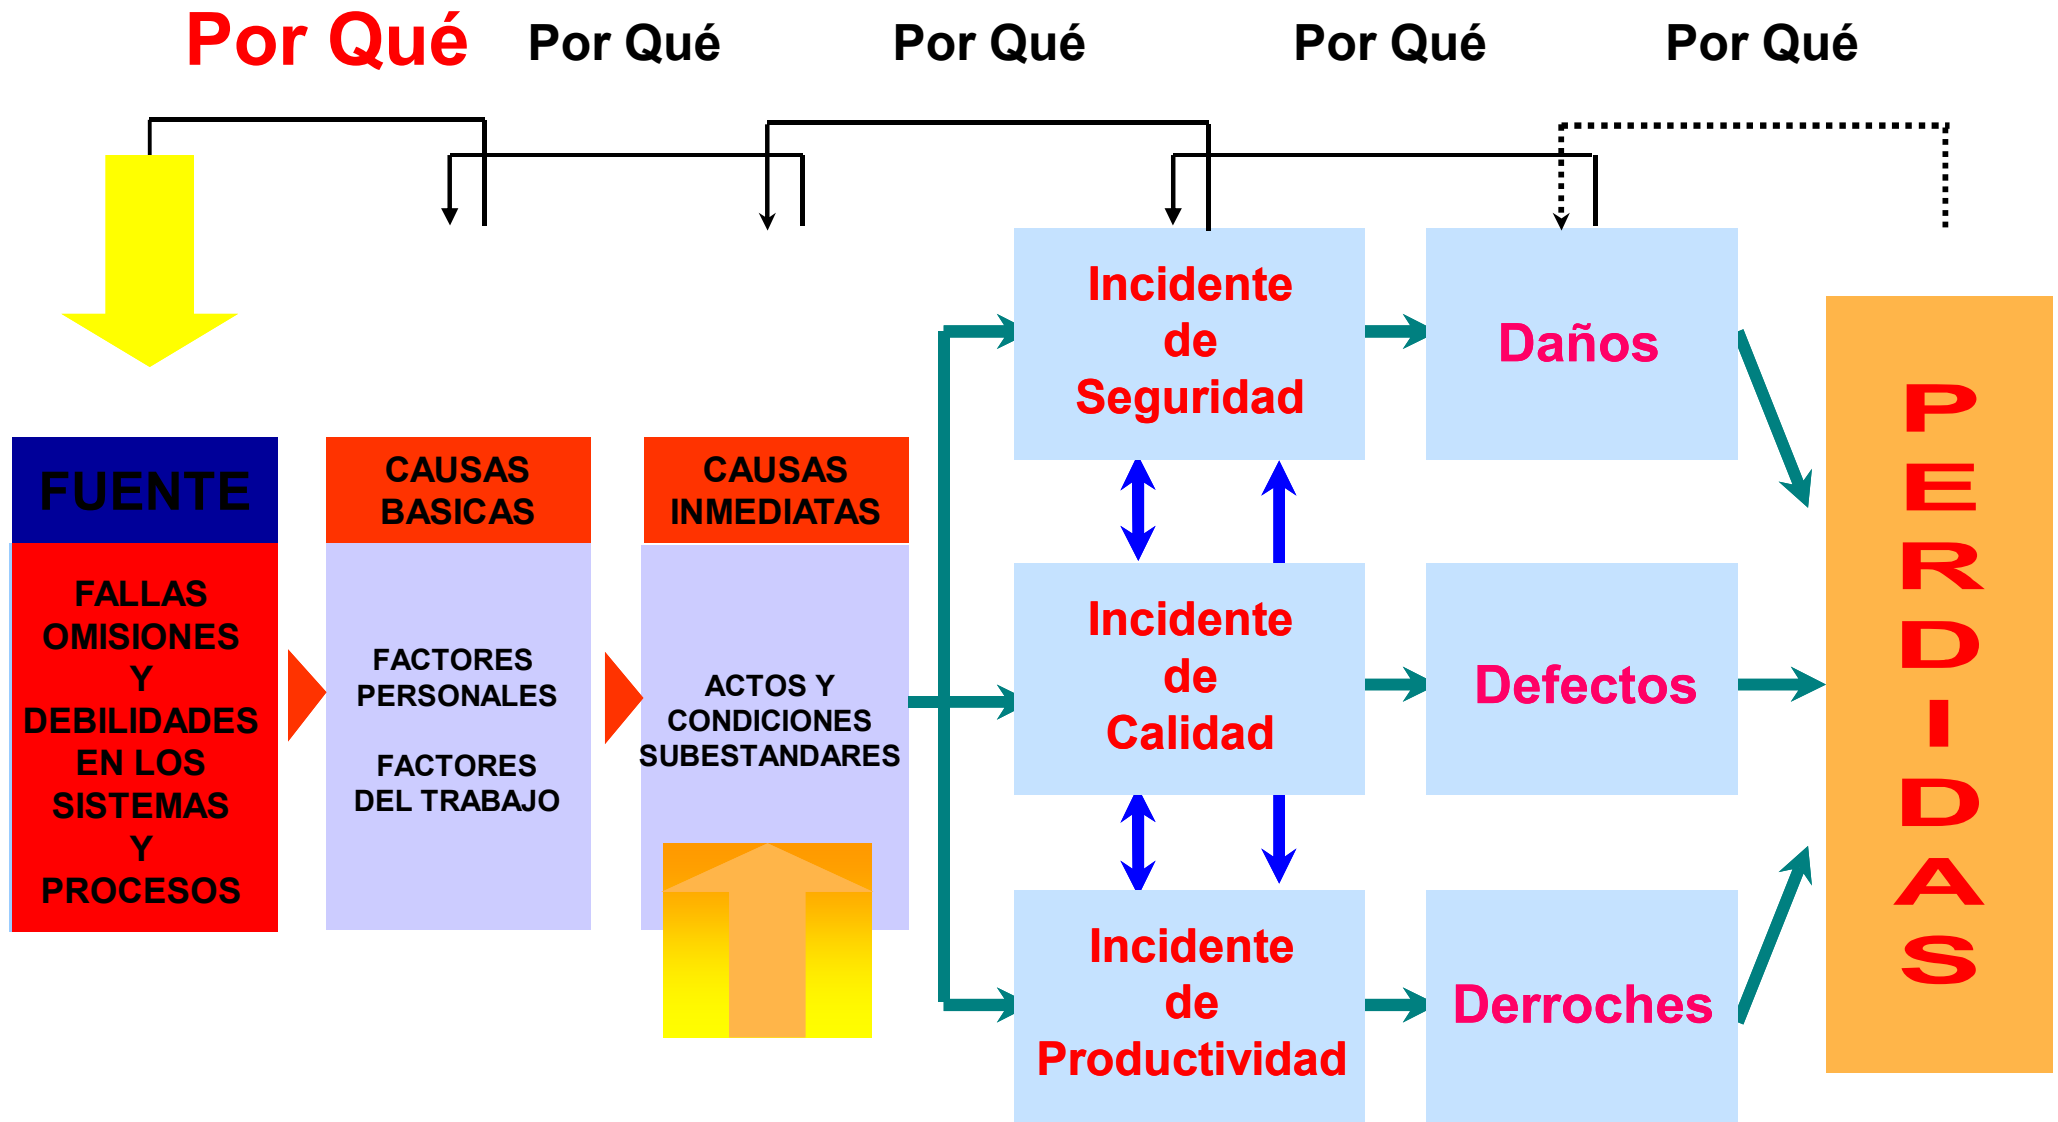 Por Qué
Por Qué
Por Qué
Por Qué
Por Qué
FUENTE
FALLAS
OMISIONES
Y
DEBILIDADES
EN LOS
SISTEMAS
Y
PROCESOS
CAUSAS
BASICAS
FACTORES
PERSONALES
FACTORES
DEL TRABAJO
CAUSAS
INMEDIATAS
ACTOS Y
CONDICIONES
SUBESTANDARES
Incidente
de
Seguridad
Daños
Incidente
de
Calidad
Defectos
Incidente
de
Productividad
Derroches
PERDIDAS